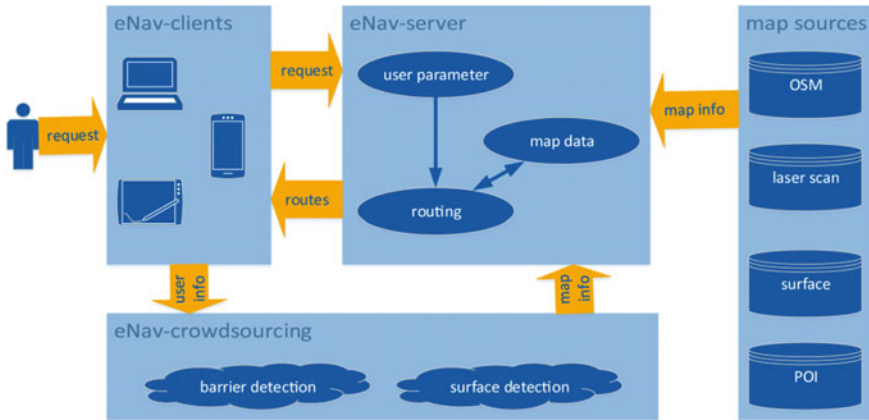 eNav-clients
eNav-server
map sources
request
request
user parameter
OSM
map info
map data
laser scan
routes
routing
user
info
map
info
surface
eNav-crowdsourcing
barrier detection
surface detection
POI